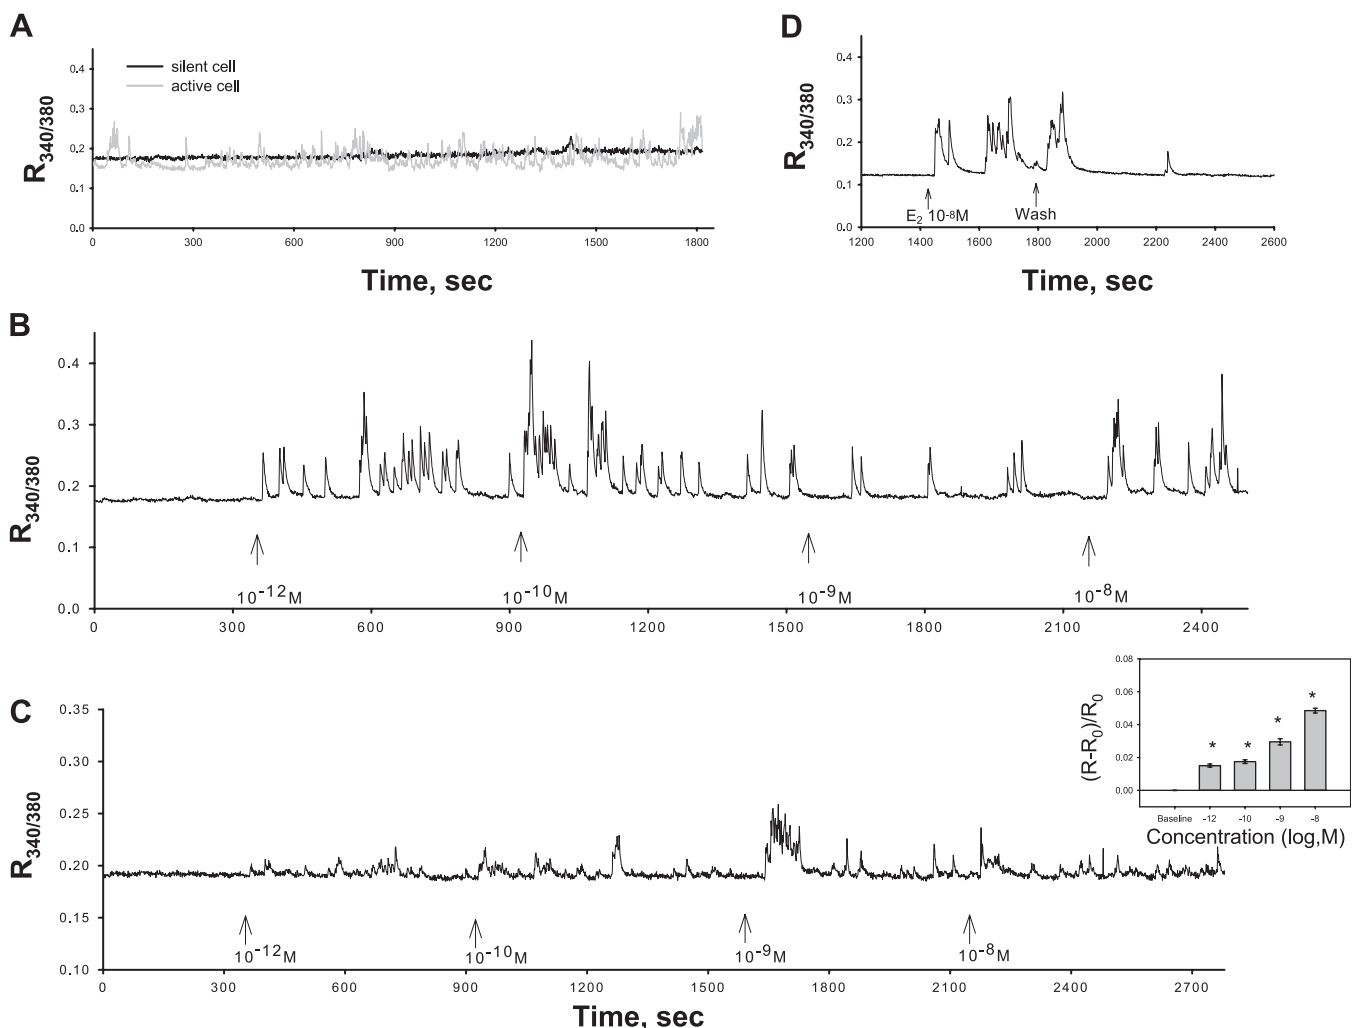 A
D
silent cell
active cell
R340/380
0.4
0.3
0.2
0.1
0.0
0 300 600 900 1200 1500 1800
Time, sec
R340/380
0.4
0.3
0.2
0.1
0.0
E2 10-8M
Wash
1200 1400 1600 1800 2000 2200 2400 2600
Time, sec
B
R340/380
0.4
0.3
0.2
0.1
0.0
10-12M
10-10M
10-9M
10-8M
0 300 600 900 1200 1500 1800 2100 2400
C
R340/380
0.35
0.30
0.25
0.20
0.15
0.10
10-12M
10-10M
10-9M
10-8M
0 300 600 900 1200 1500 1800 2100 2400 2700
Time, sec
(R-R0)/R0
0.08
0.06
0.04
0.02
0.00
* * * *
Baseline -12 -10 -9 -8
Concentration (log,M)